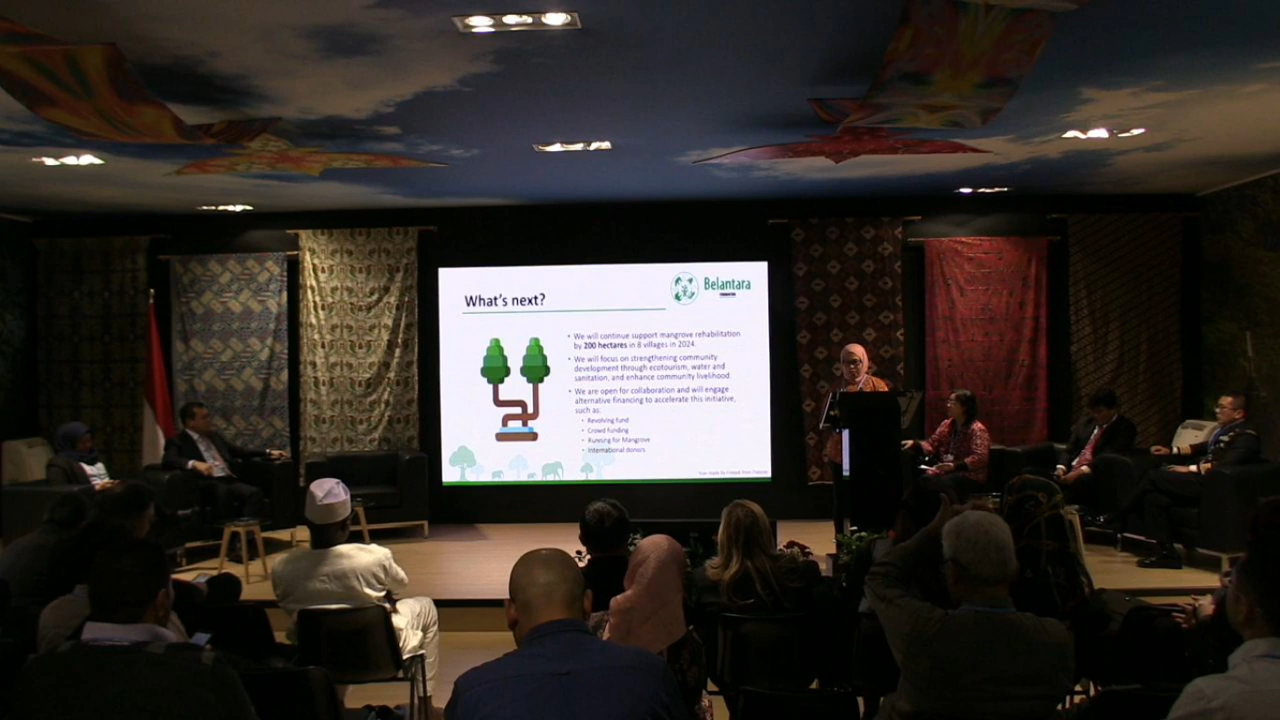 Belantara
FOUNDATION
What's next?
• We will continue support mangrove rehabilitation
by 200 hectares in 8 villages in 2024.
• We will focus on strengthening community
development through ecotourism, water and
sanitation, and enhance community livelihood.
• We are open for collaboration and will engage
alternative financing to accelerate this initiative,
such as:
• Revolving fund
• Crowd funding
• Running for Mangrove
• International donors